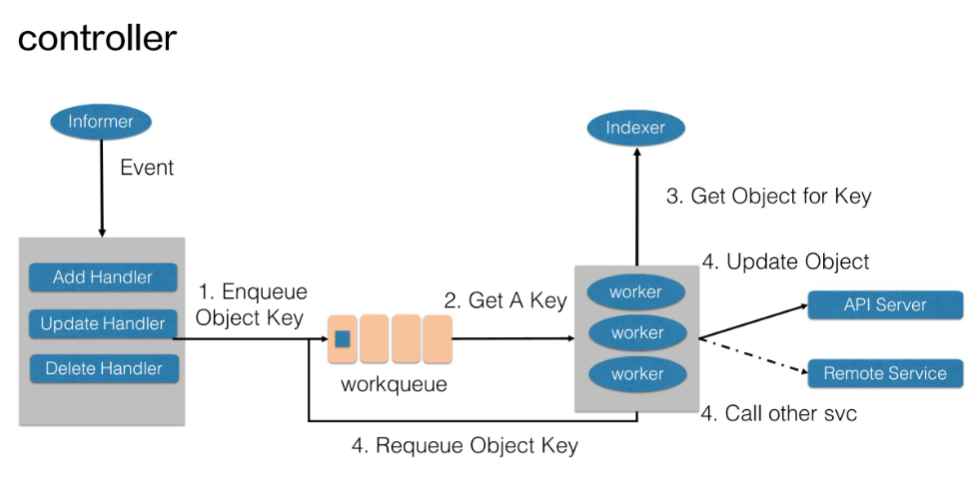 controller
Informer
Event
Add Handler
Update Handler
Delete Handler
1. Enqueue
Object Key
workqueue
2. Get A Key
Indexer
3. Get Object for Key
worker
worker
worker
4. Update Object
API Server
Remote Service
4. Call other svc
4. Requeue Object Key